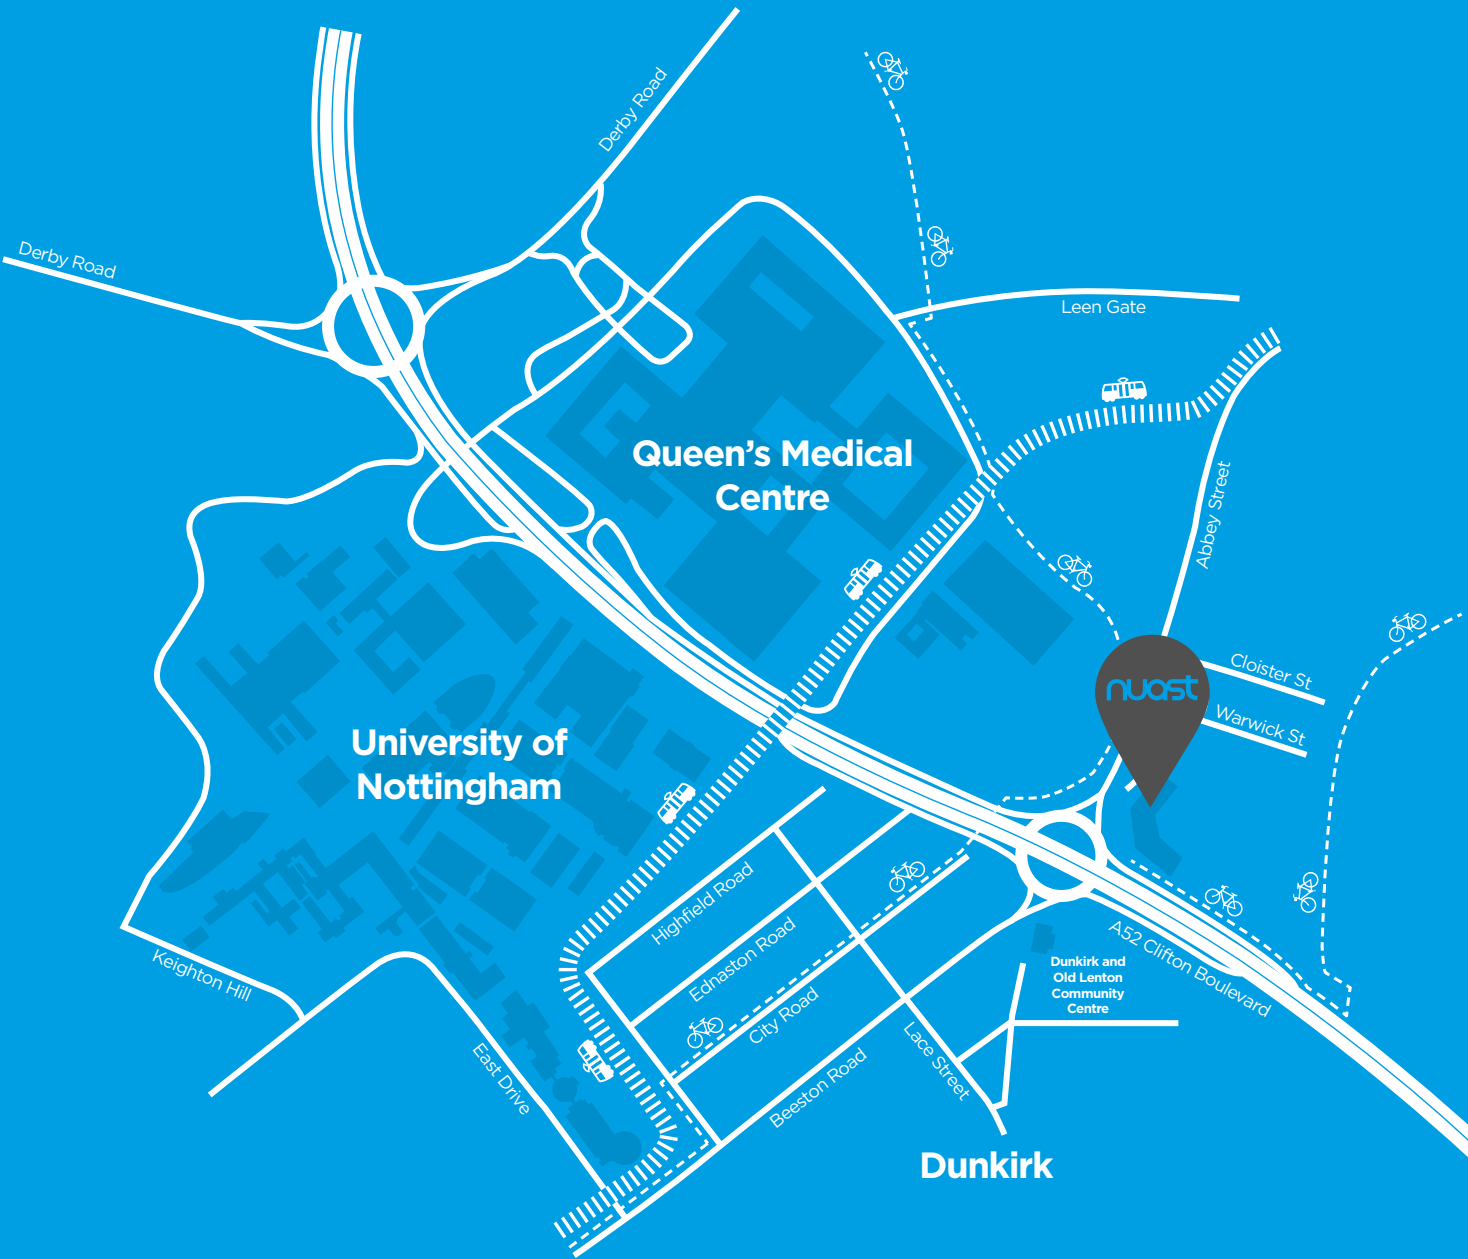 Derby Road
Derby Road
Leen Gate
Queen's Medical
Centre
Abbey Street
Cloister St
nuast
Warwick St
University of
Nottingham
Highfield Road
Ednaston Road
City Road
A52 Clifton Boulevard
Dunkirk and
Old Lenton
Community
Centre
Keighton Hill
East Drive
Lace Street
Beeston Road
Dunkirk